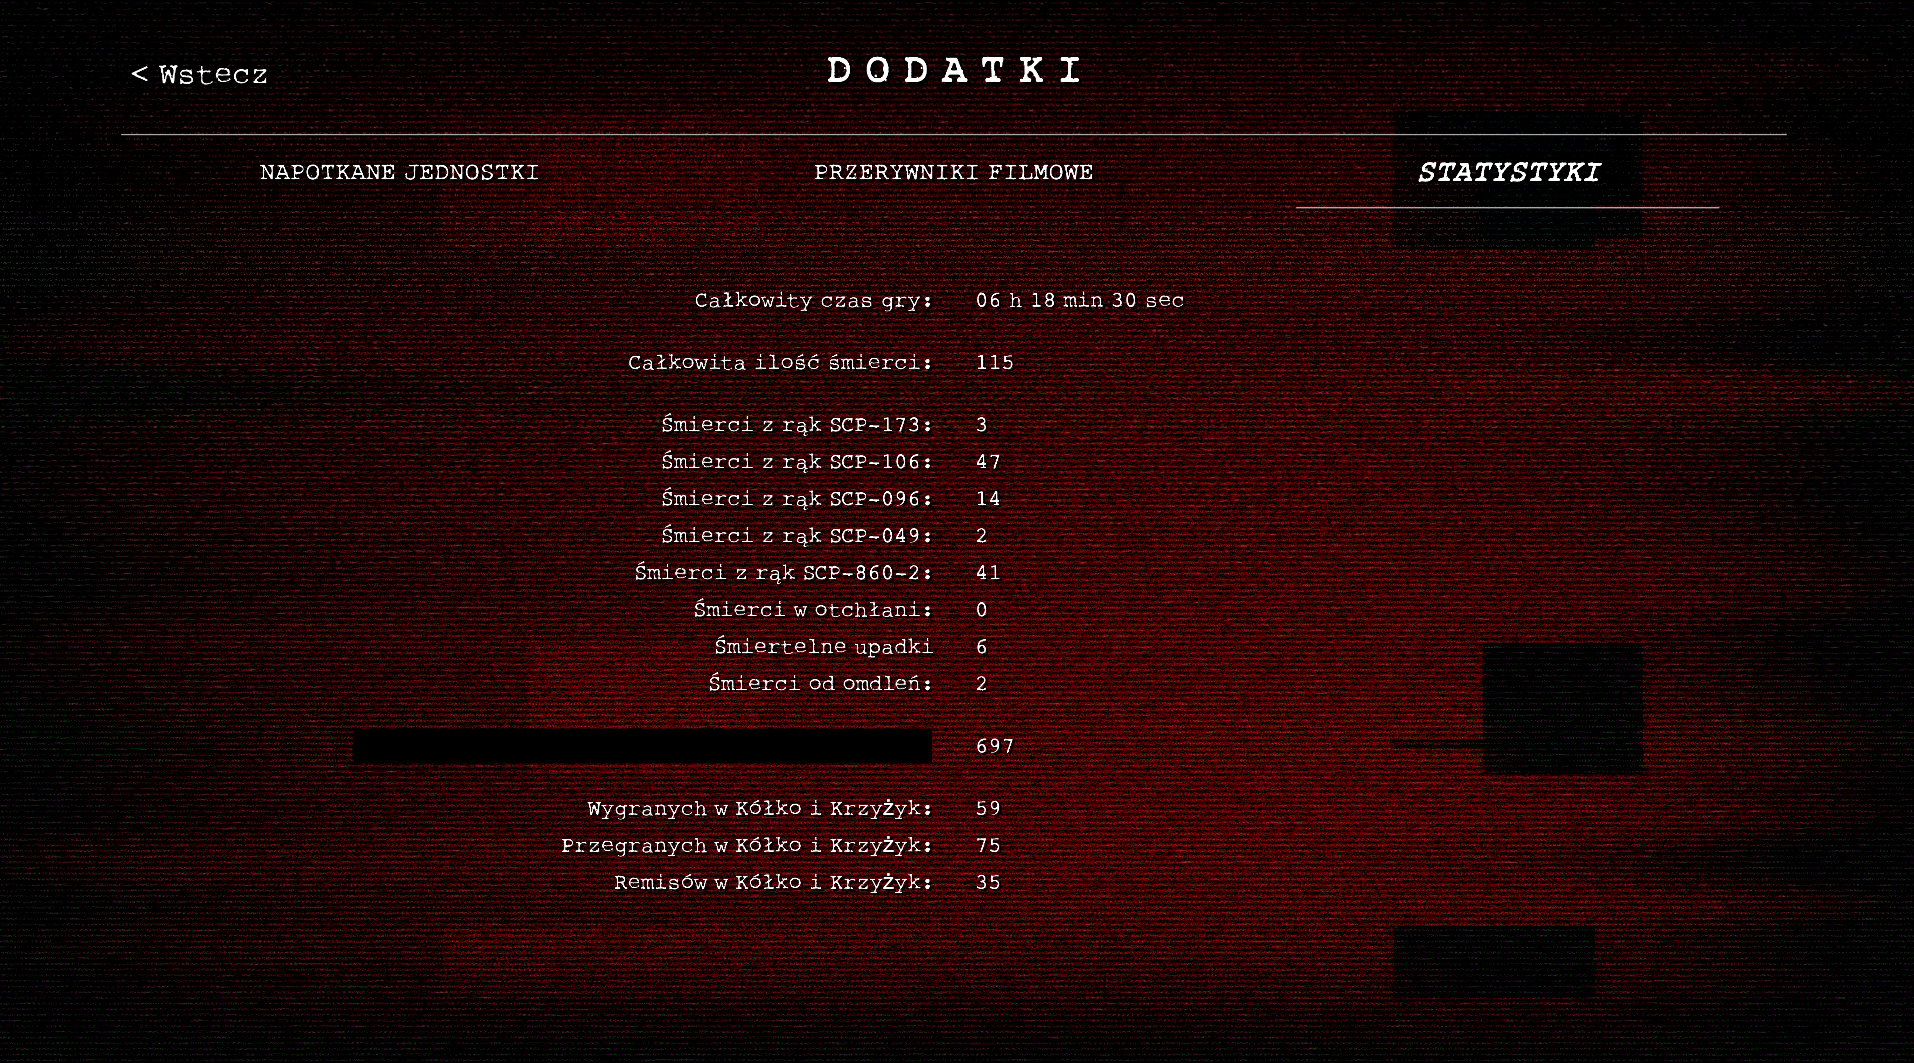 < Wstecz
DODATKI
NAPOTKANE JEDNOSTKI
PRZERYWNIKI FILMOWE
STATYSTYKI
Całkowity czas gry: 06 h 18 min 30 sec
Całkowita ilość śmierci: 115
Śmierci z rąk SCP-173: 3
Śmierci z rąk SCP-106: 47
Śmierci z rąk SCP-096: 14
Śmierci z rąk SCP-049: 2
Śmierci z rąk SCP-860-2: 41
Śmierci w otchłani: 0
Śmiertelne upadki 6
Śmierci od omdleń: 2
697
Wygranych w Kółko i Krzyżyk: 59
Przegranych w Kółko i Krzyżyk: 75
Remisów w Kółko i Krzyżyk: 35